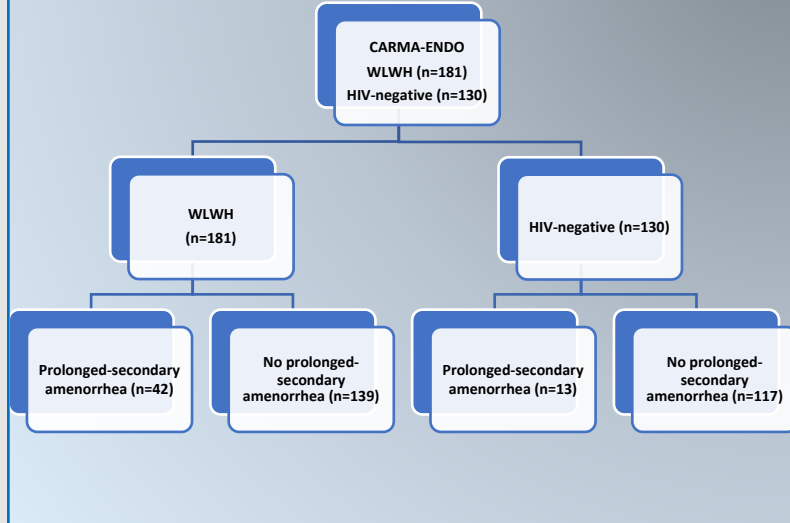 CARMA-ENDO
WLWH (n=181)
HIV-negative (n=130)
WLWH
(n=181)
HIV-negative (n=130)
Prolonged-secondary
amenorrhea (n=42)
No prolonged-
secondary
amenorrhea (n=139)
Prolonged-secondary
amenorrhea (n=13)
No prolonged-
secondary
amenorrhea (n=117)